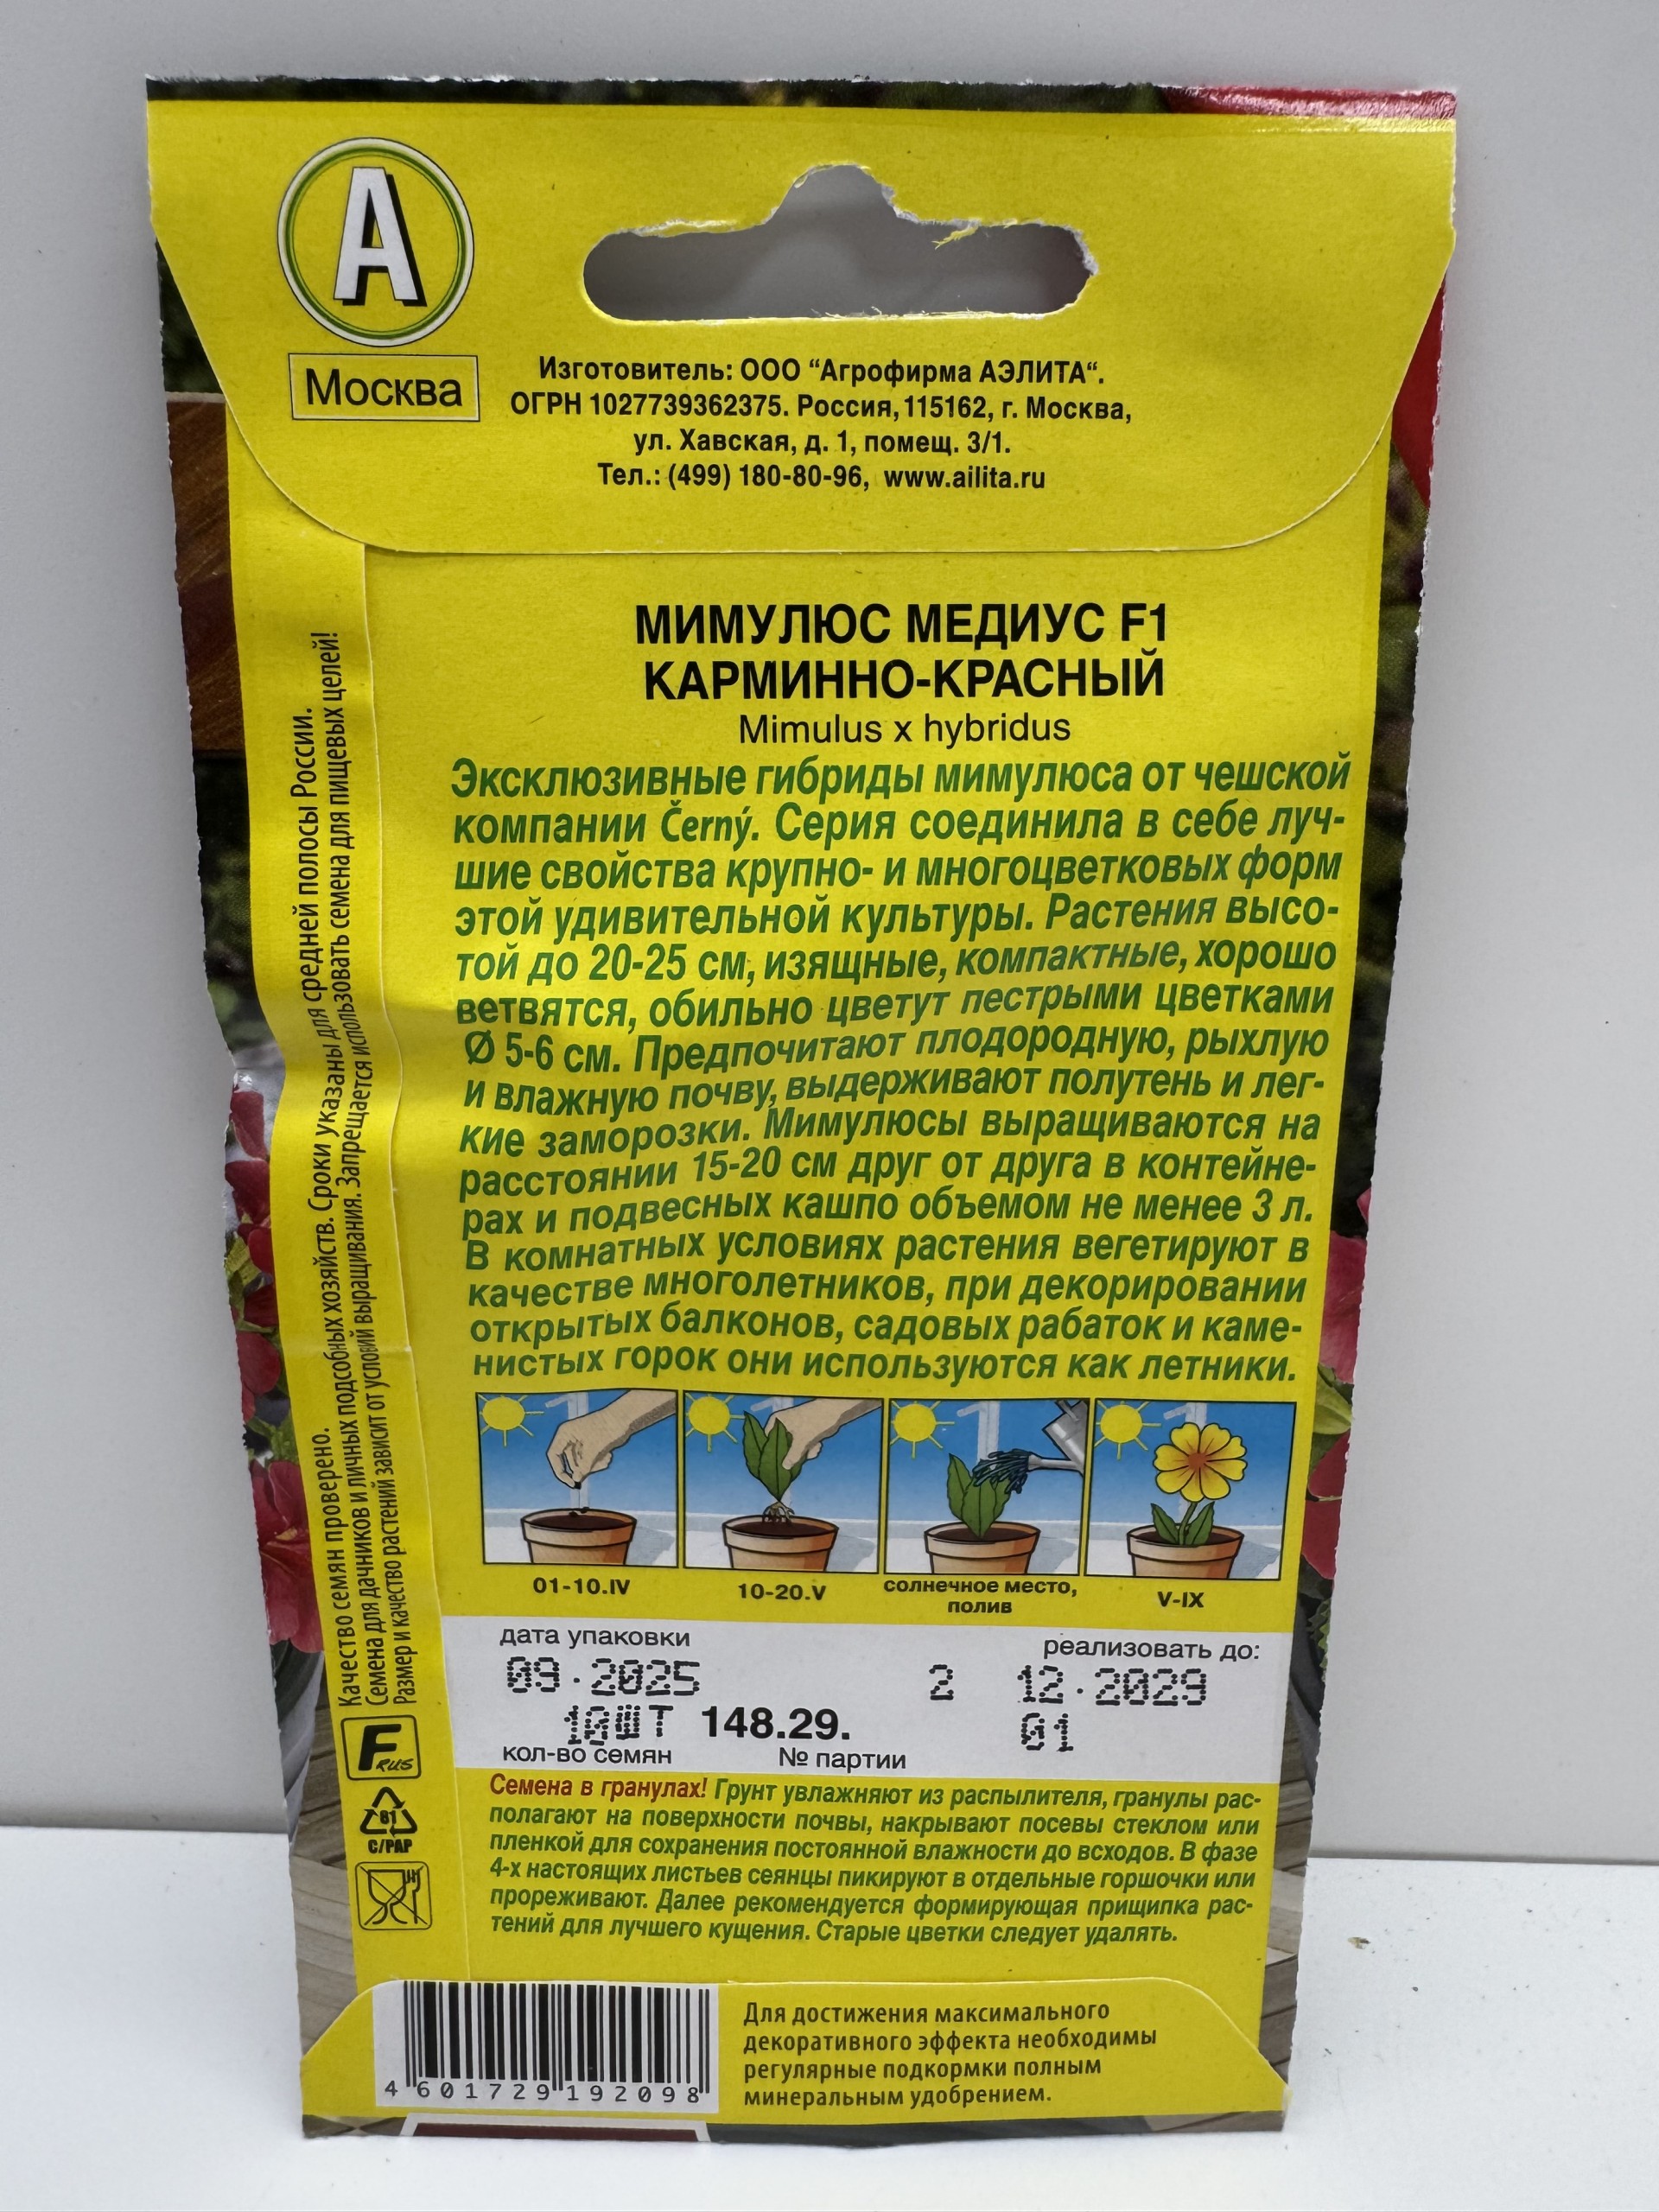 А
Москва
Изготовитель: ООО “Агрофирма АЭЛИТА“.
ОГРН 1027739362375. Россия, 115162, г. Москва,
ул. Хавская, д. 1, помещ. 3/1.
Тел.: (499) 180-80-96, www.ailita.ru
МИМУЛЮС МЕДИУС F1
КАРМИННО-КРАСНЫЙ
Mimulus x hybridus
Эксклюзивные гибриды мимулюса от чешской
компании Černý. Серия соединила в себе луч-
шие свойства крупно- и многоцветковых форм
этой удивительной культуры. Растения высо-
той до 20-25 см, изящные, компактные, хорошо
ветвятся, обильно цветут пестрыми цветками
Ø 5-6 см. Предпочитают плодородную, рыхлую
и влажную почву, выдерживают полутень и лег-
кие заморозки. Мимулюсы выращиваются на
расстоянии 15-20 см друг от друга в контейне-
рах и подвесных кашпо объемом не менее 3 л.
В комнатных условиях растения вегетируют в
качестве многолетников, при декорировании
открытых балконов, садовых рабаток и каме-
нистых горок они используются как летники.
01-10.IV
10-20.V
солнечное место,
полив
V-IX
дата упаковки
реализовать до:
09.2025
2
12.2029
10ШТ
148.29.
01
кол-во семян
№ партии
Семена в гранулах! Грунт увлажняют из распылителя, гранулы рас-
полагают на поверхности почвы, накрывают посевы стеклом или
пленкой для сохранения постоянной влажности до всходов. В фазе
4-х настоящих листьев сеянцы пикируют в отдельные горшочки или
прореживают. Далее рекомендуется формирующая прищипка рас-
тений для лучшего кущения. Старые цветки следует удалять.
Качество семян проверено.
Семена для дачников и личных подсобных хозяйств. Сроки указаны для средней полосы России.
Размер и качество растений зависит от условий выращивания. Запрещается использовать семена для пищевых целей!
F RUS
81
C/PAP
4 601729 192098
Для достижения максимального
декоративного эффекта необходимы
регулярные подкормки полным
минеральным удобрением.